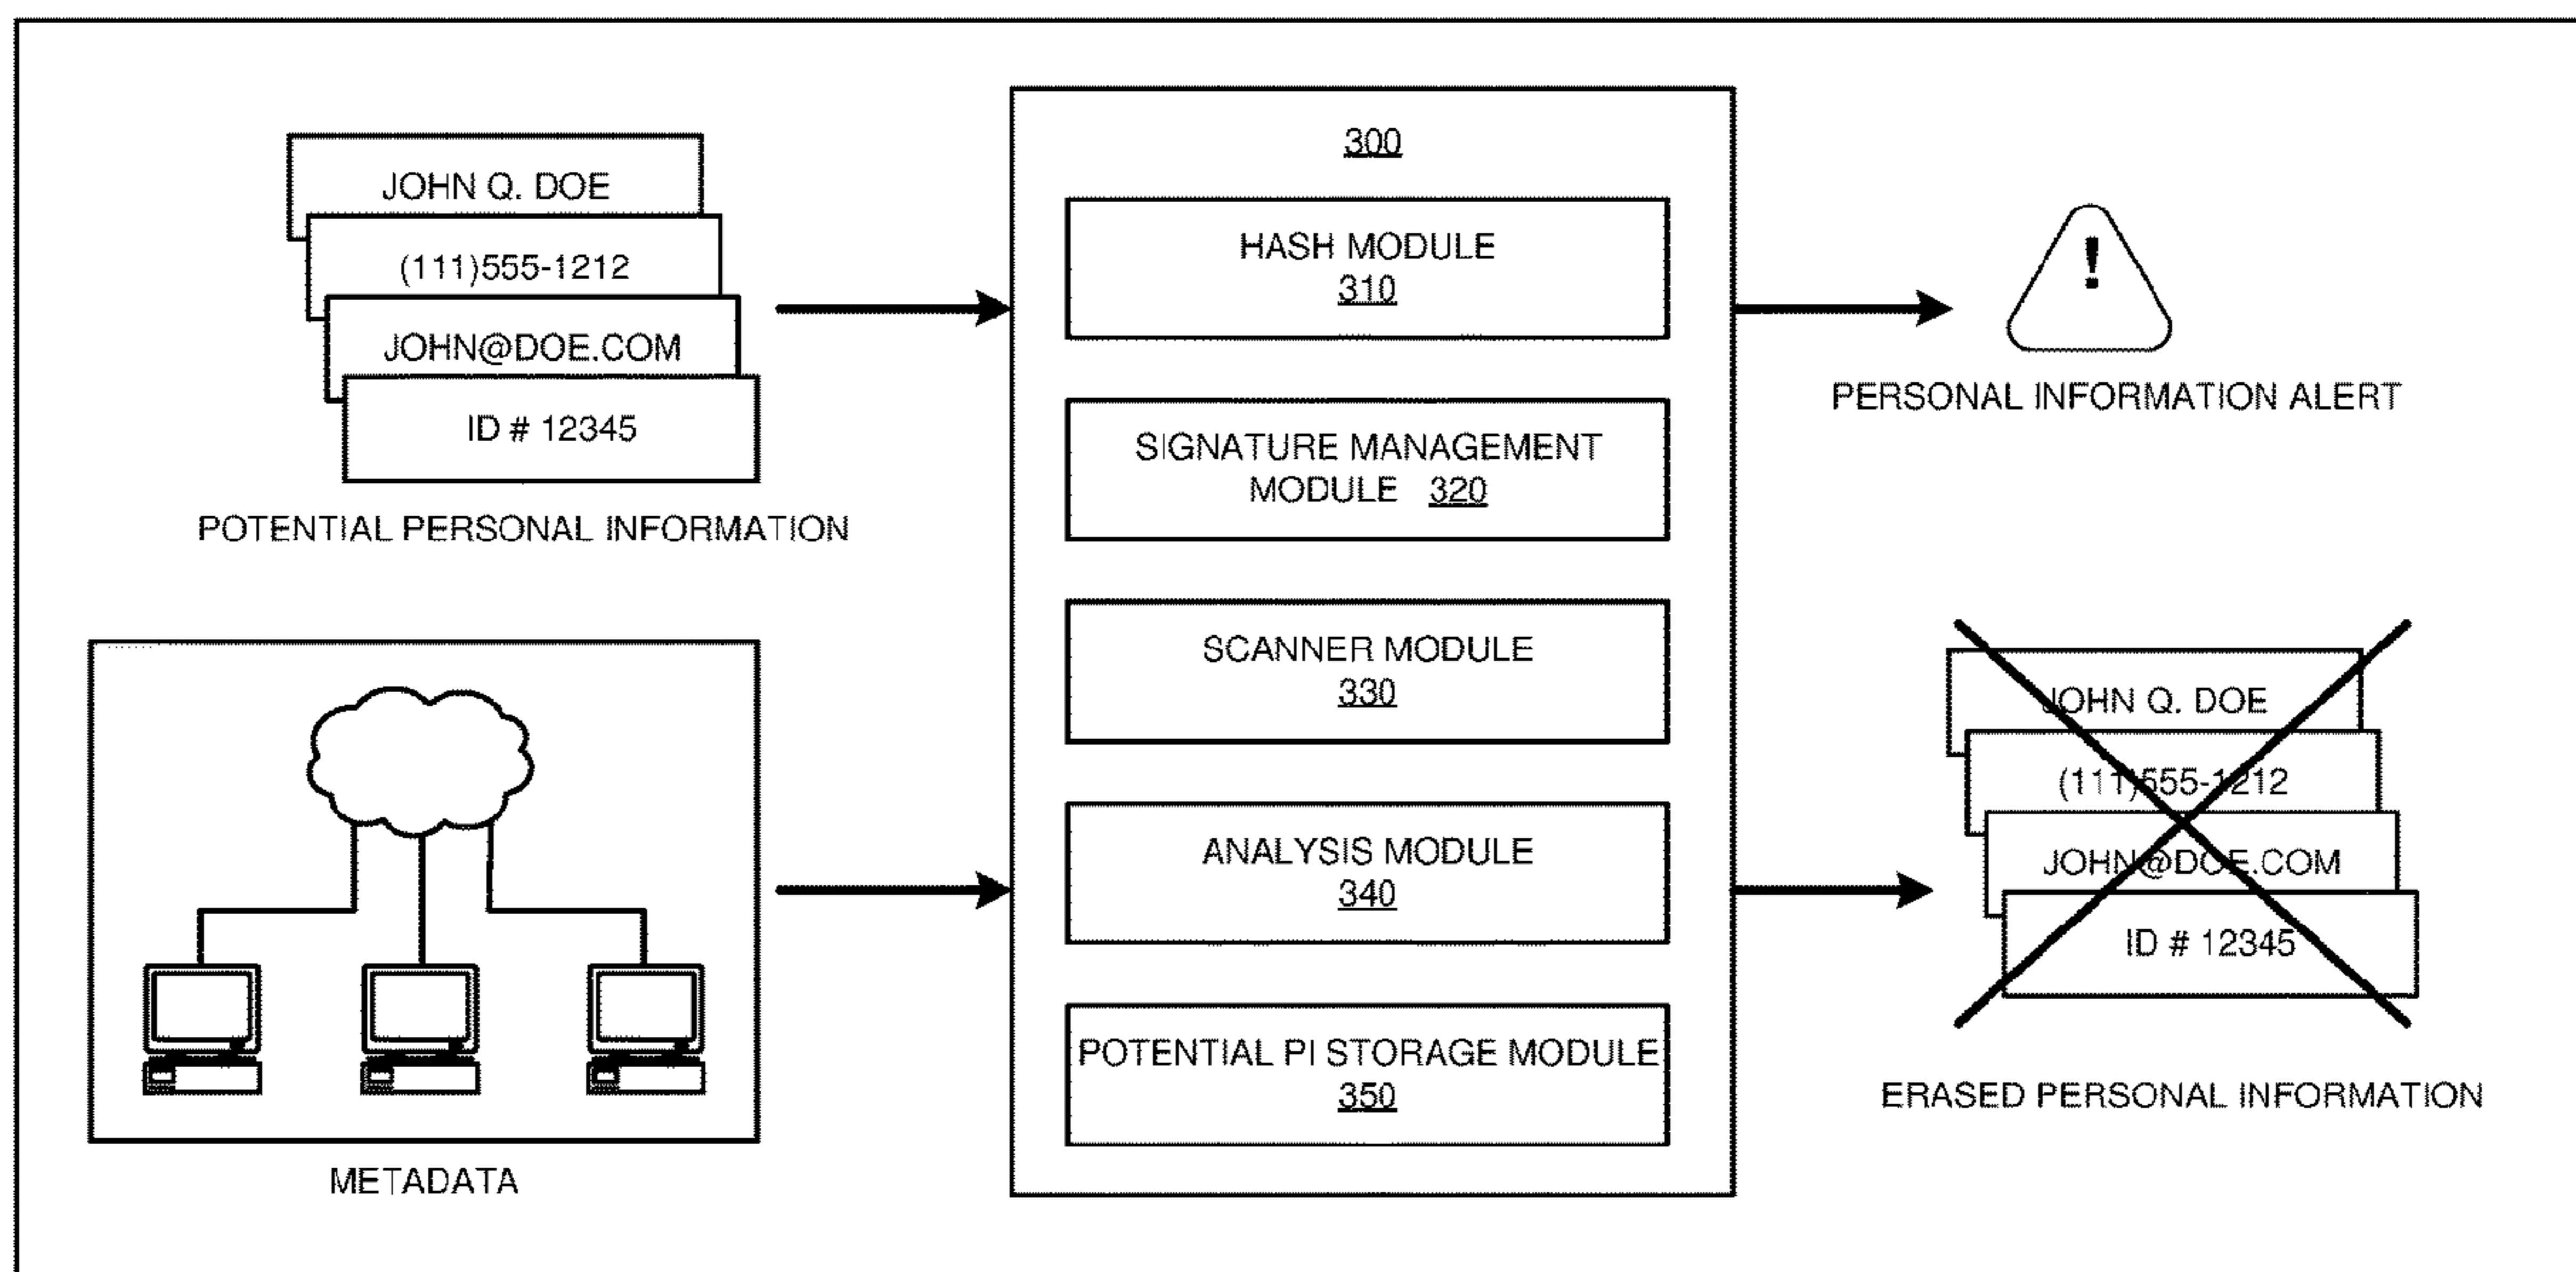 JOHN Q. DOE
(111)555-1212
JOHN@DOE.COM
ID # 12345
POTENTIAL PERSONAL INFORMATION
METADATA
300
HASH MODULE
310
SIGNATURE MANAGEMENT
MODULE 320
SCANNER MODULE
330
ANALYSIS MODULE
340
POTENTIAL PI STORAGE MODULE
350
!
PERSONAL INFORMATION ALERT
JOHN Q. DOE
(111)555-1212
JOHN@DOE.COM
ID # 12345
ERASED PERSONAL INFORMATION